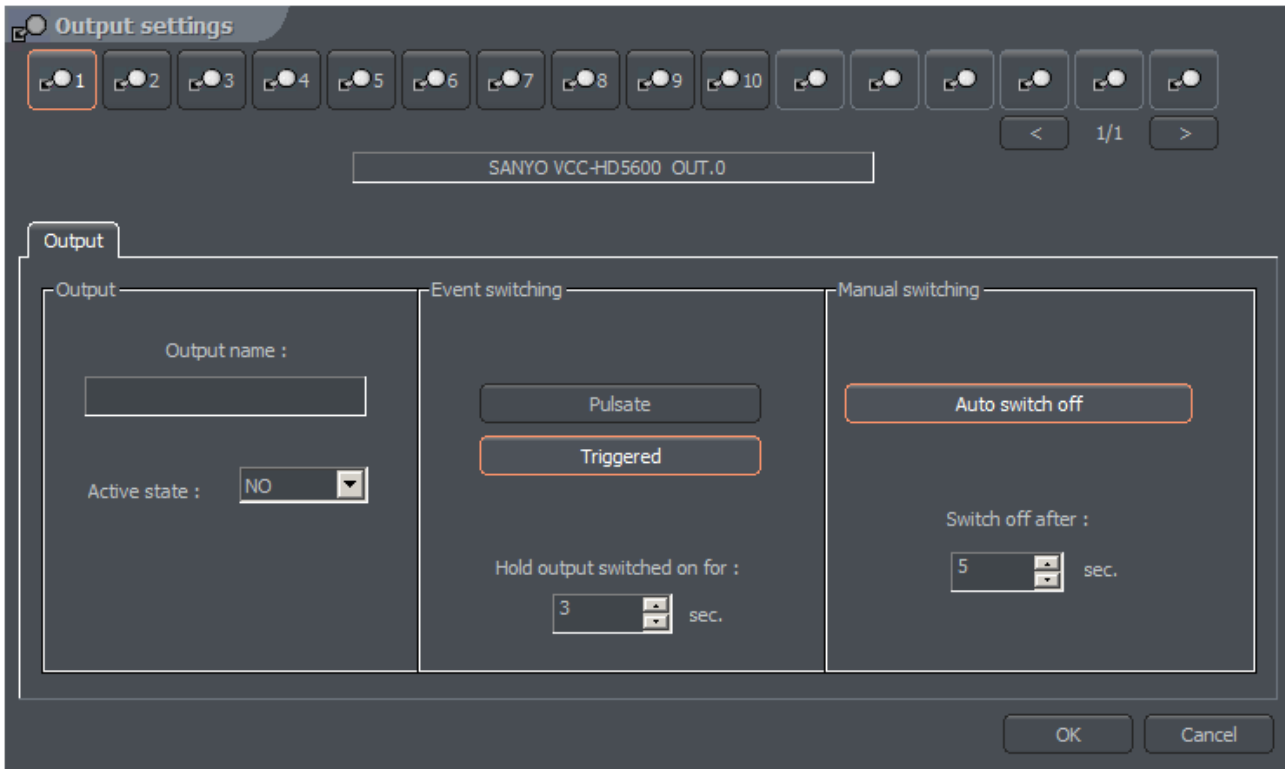 Output settings
1 2 3 4 5 6 7 8 9 10
< 1/1 >
SANYO VCC-HD5600 OUT.0
Output
Output
Output name :
Active state : NO
Event switching
Pulsate
Triggered
Hold output switched on for :
3 sec.
Manual switching
Auto switch off
Switch off after :
5 sec.
OK Cancel